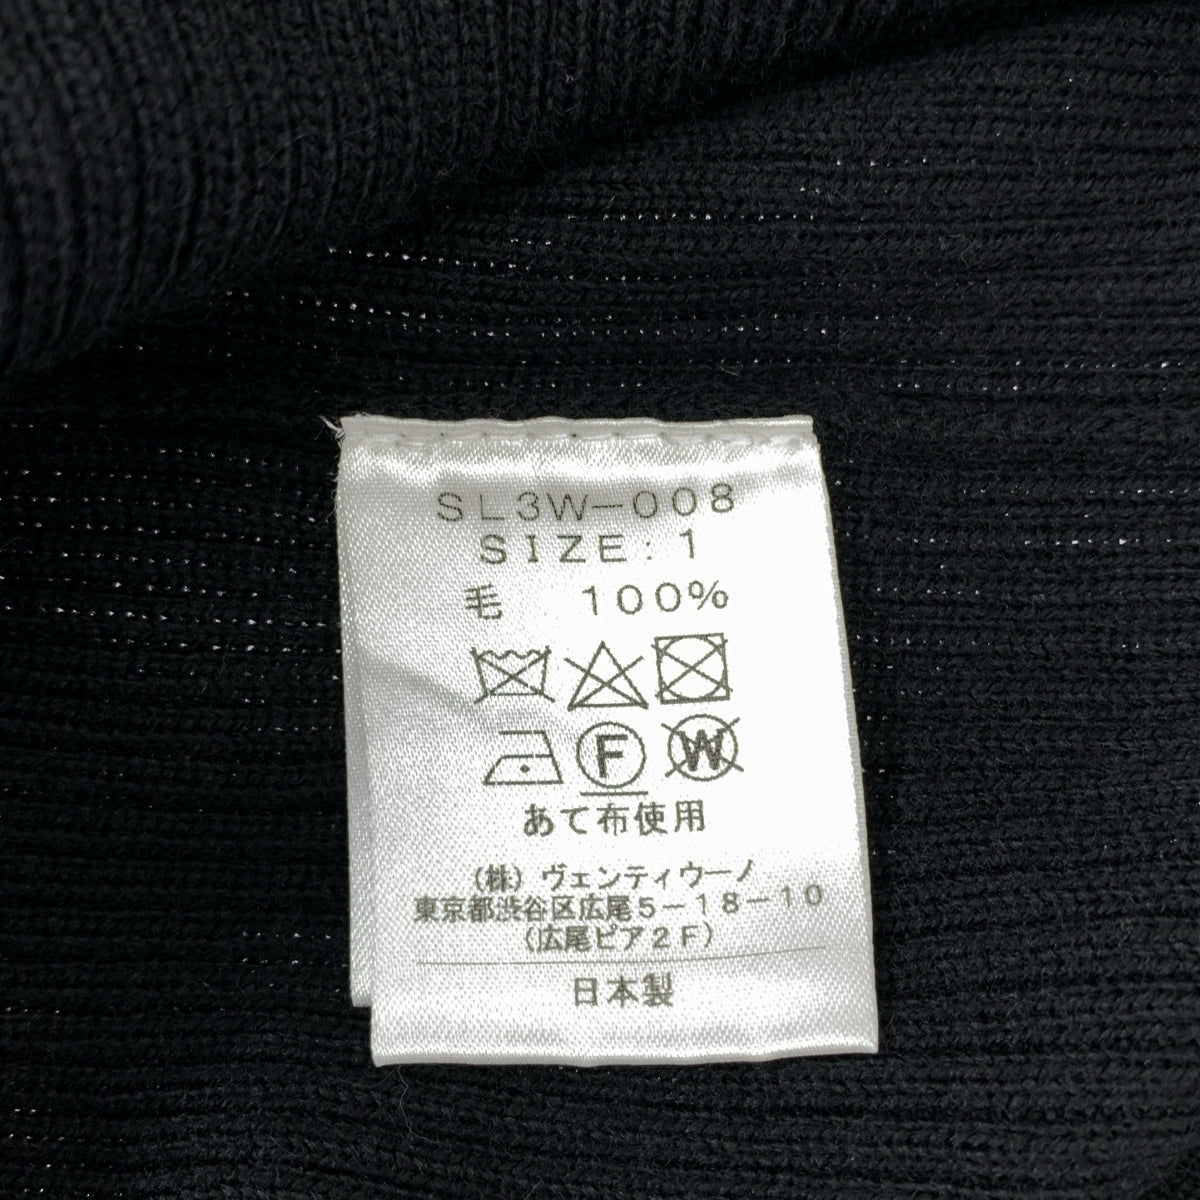 SL3W-008
SIZE:1
毛 100%
F W
あて布使用
(株) ヴェンティウーノ
東京都渋谷区広尾5-18-10
(広尾ピア2F)
日本製